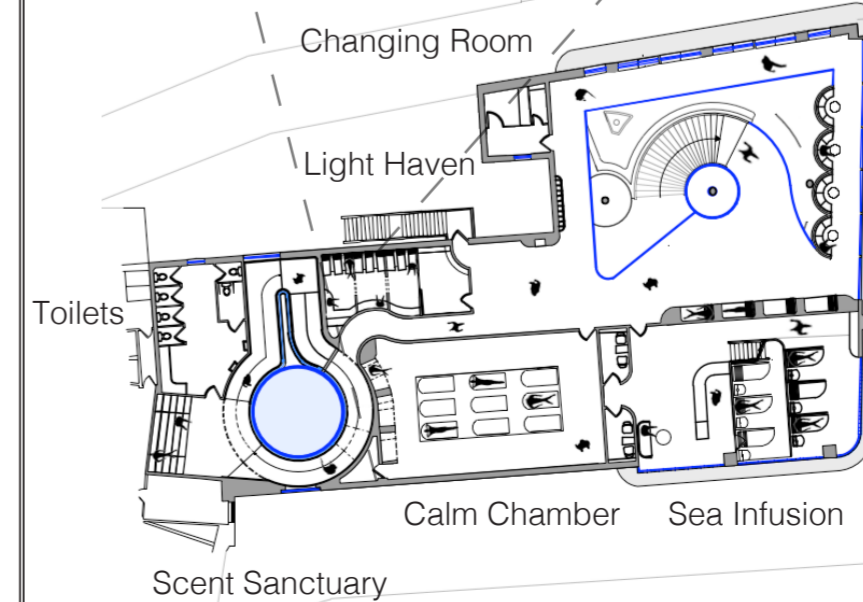 Changing Room
Light Haven
Toilets
Calm Chamber
Sea Infusion
Scent Sanctuary